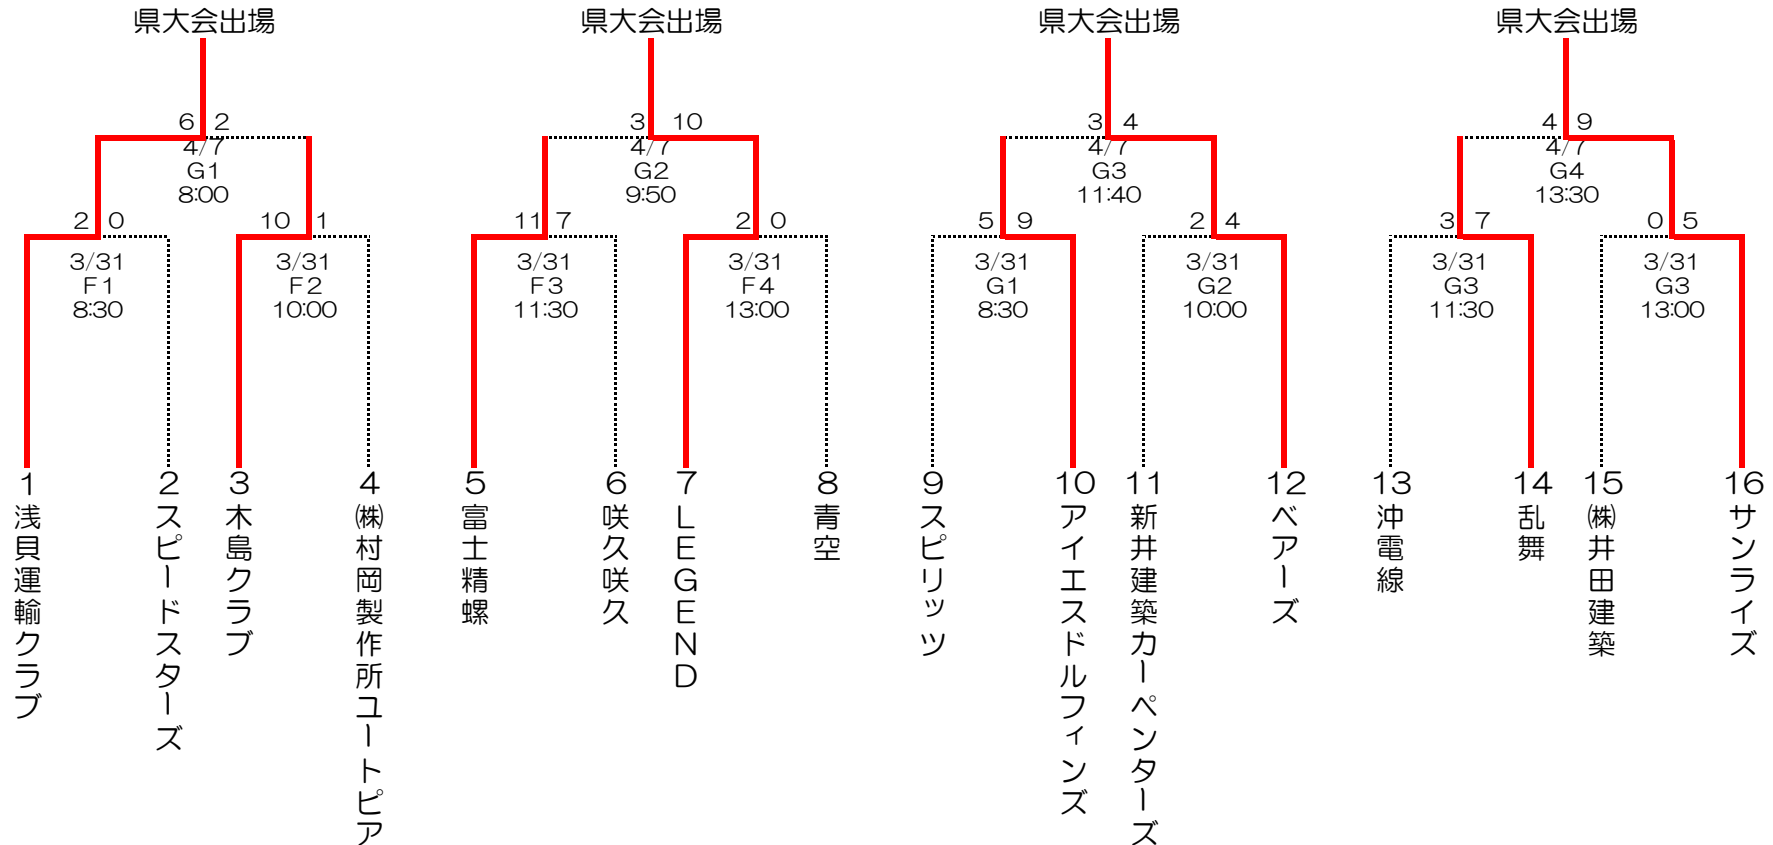 県大会出場 県大会出場 県大会出場 県大会出場
6 2 3 10 3 4 4 9
4/7 4/7 4/7 4/7
G1 G2 G3 G4
8:00 9:50 11:40 13:30
2 0 10 1 11 7 2 0 5 9 2 4 3 7 0 5
3/31 3/31 3/31 3/31 3/31 3/31 3/31 3/31
F1 F2 F3 F4 G1 G2 G3 G3
8:30 10:00 11:30 13:00 8:30 10:00 11:30 13:00
1 2 3 4 5 6 7 8 9 10 11 12 13 14 15 16
浅貝運輸クラブ
スピードスターズ
木島クラブ
㈱村岡製作所ユートピア
富士精螺
咲久咲久
LEGEND
青空
スピリッツ
アイエスドルフィンズ
新井建築カーペンターズ
ベアーズ
沖電線
乱舞
㈱井田建築
サンライズ